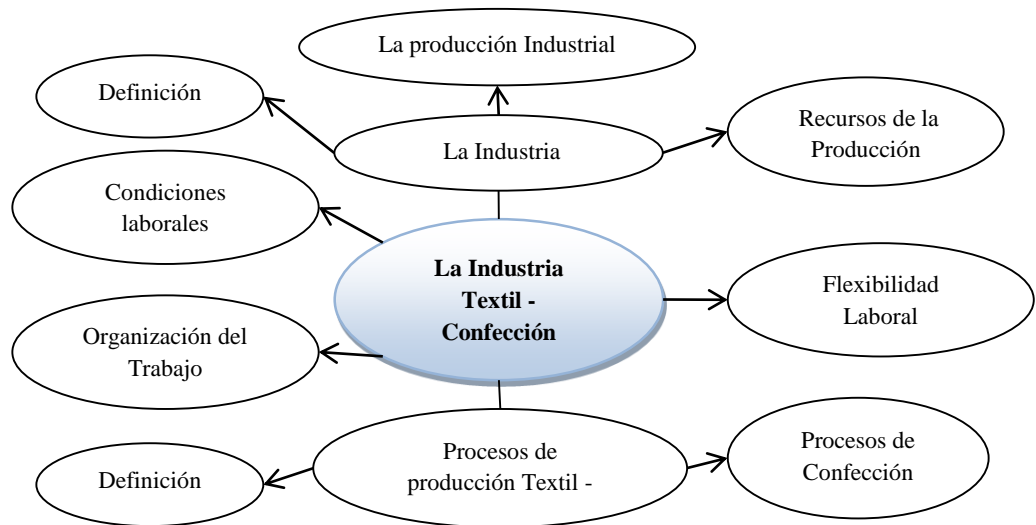 La producción Industrial
Definición
La Industria
Recursos de la
Producción
Condiciones
laborales
La Industria
Textil -
Confección
Flexibilidad
Laboral
Organización del
Trabajo
Procesos de
producción Textil -
Procesos de
Confección
Definición